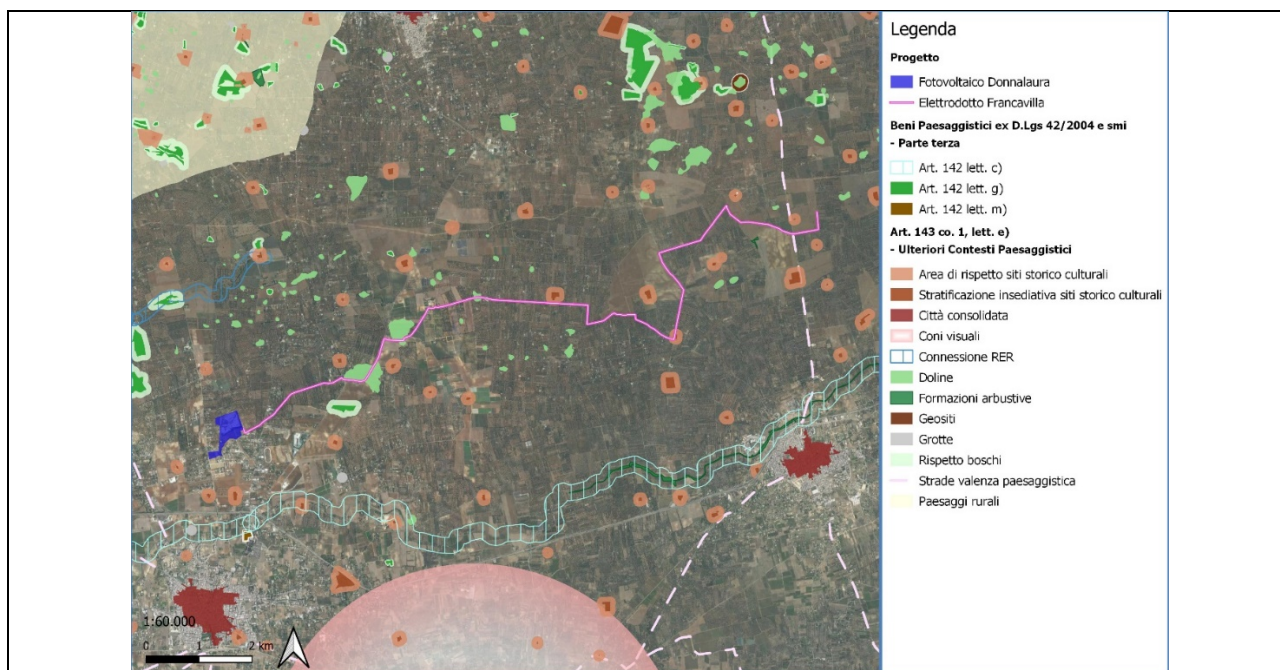 Legenda
Progetto
Fotovoltaico Donnalaura
Elettrodotto Francavilla
Beni Paesaggistici ex D.Lgs 42/2004 e smi
- Parte terza
Art. 142 lett. c)
Art. 142 lett. g)
Art. 142 lett. m)
Art. 143 co. 1, lett. e)
- Ulteriori Contesti Paesaggistici
Area di rispetto siti storico culturali
Stratificazione insediativa siti storico culturali
Città consolidata
Coni visuali
Connessione RER
Doline
Formazioni arbustive
Geositi
Grotte
Rispetto boschi
Strade valenza paesaggistica
Paesaggi rurali
1:60.000
0 1 2 km